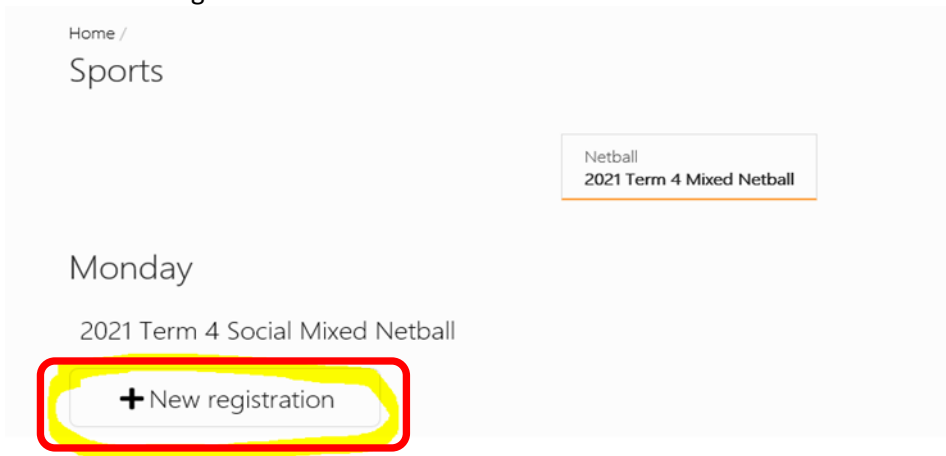 Home /
Sports
Netball
2021 Term 4 Mixed Netball
Monday
2021 Term 4 Social Mixed Netball
+ New registration